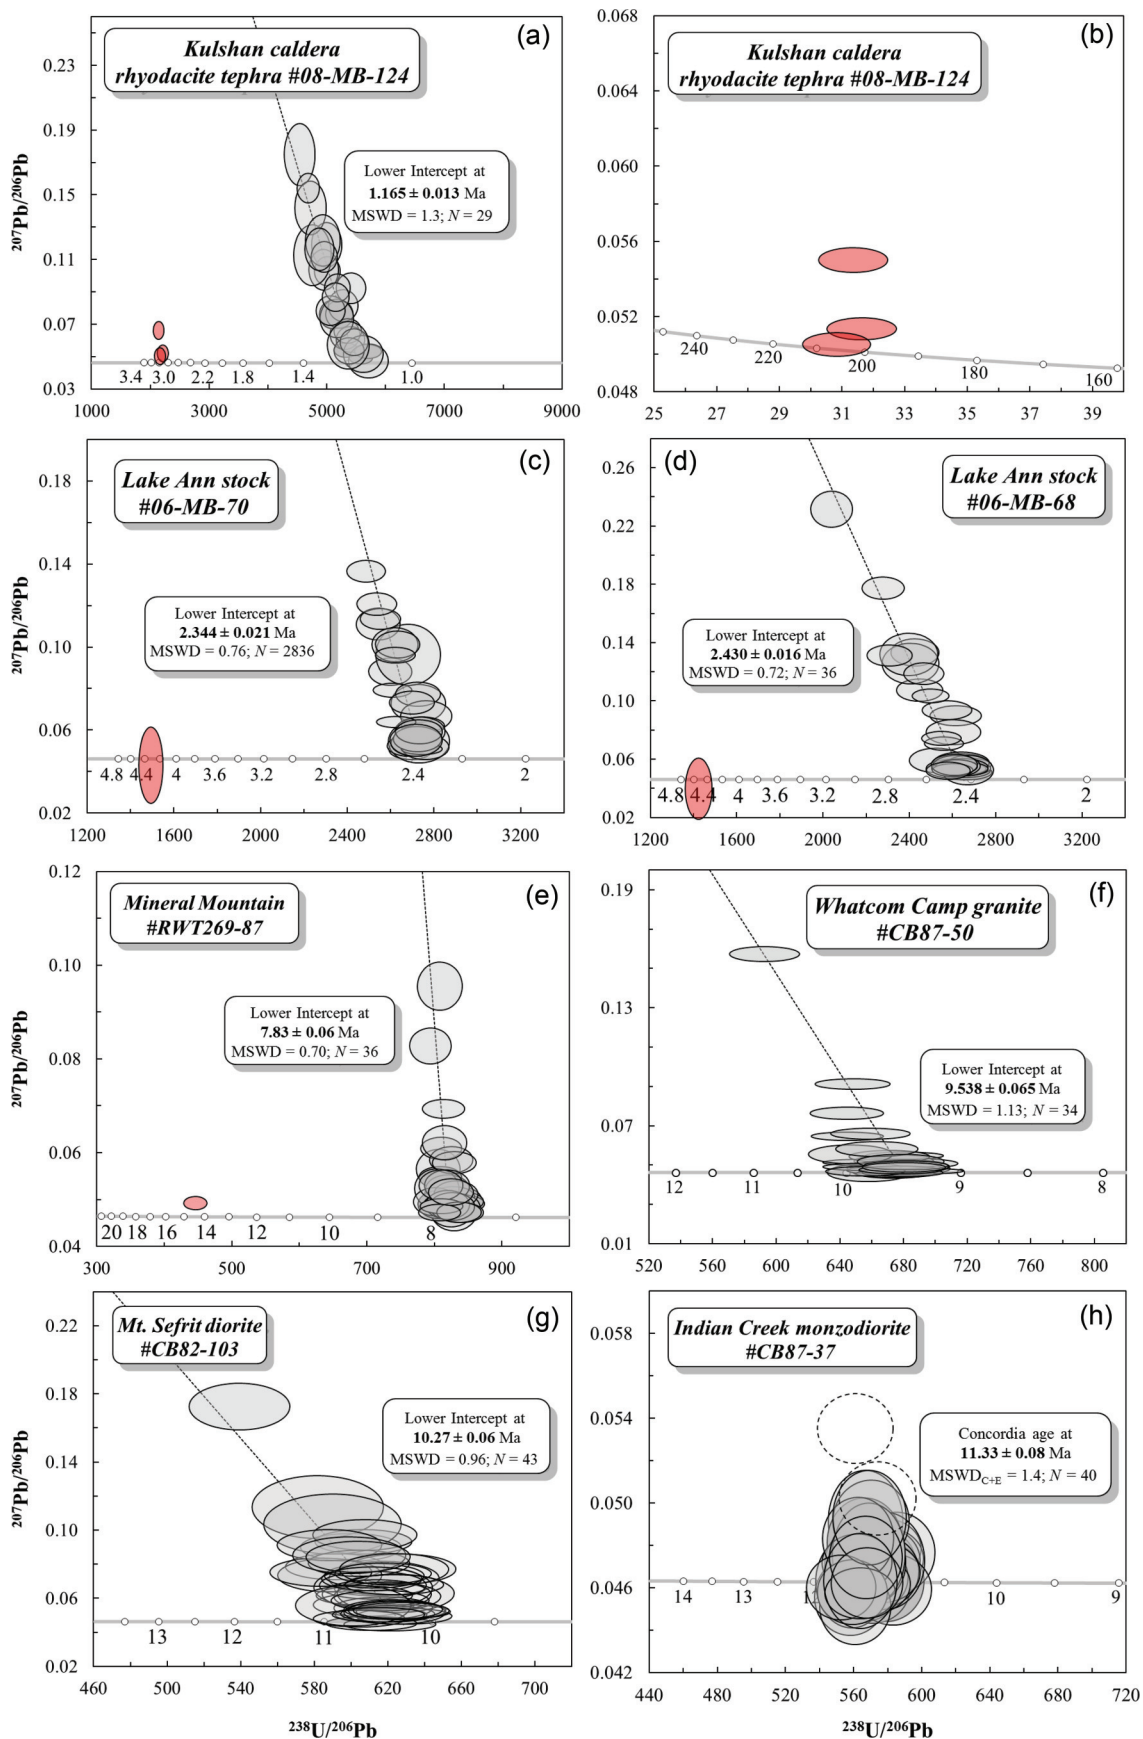 (a)
Kulshan caldera
rhyodacite tephra #08-MB-124
Lower Intercept at
1.165 ± 0.013 Ma
MSWD = 1.3; N = 29
207Pb/206Pb
0.23
0.19
0.15
0.11
0.07
0.03
3.4 3.0 2.2 1.8 1.4 1.0
1000 3000 5000 7000 9000
(b)
Kulshan caldera
rhyodacite tephra #08-MB-124
0.068
0.064
0.060
0.056
0.052
0.048
240 220 200 180 160
25 27 29 31 33 35 37 39
(c)
Lake Ann stock
#06-MB-70
Lower Intercept at
2.344 ± 0.021 Ma
MSWD = 0.76; N = 2836
207Pb/206Pb
0.18
0.14
0.10
0.06
0.02
4.8 4.4 4 3.6 3.2 2.8 2.4 2
1200 1600 2000 2400 2800 3200
(d)
Lake Ann stock
#06-MB-68
Lower Intercept at
2.430 ± 0.016 Ma
MSWD = 0.72; N = 36
0.26
0.22
0.18
0.14
0.10
0.06
0.02
4.8 4.4 4 3.6 3.2 2.8 2.4 2
1200 1600 2000 2400 2800 3200
(e)
Mineral Mountain
#RWT269-87
Lower Intercept at
7.83 ± 0.06 Ma
MSWD = 0.70; N = 36
207Pb/206Pb
0.12
0.10
0.08
0.06
0.04
20 18 16 14 12 10 8
300 500 700 900
(f)
Whatcom Camp granite
#CB87-50
Lower Intercept at
9.538 ± 0.065 Ma
MSWD = 1.13; N = 34
0.19
0.13
0.07
0.01
12 11 10 9 8
520 560 600 640 680 720 760 800
(g)
Mt. Sefrit diorite
#CB82-103
Lower Intercept at
10.27 ± 0.06 Ma
MSWD = 0.96; N = 43
207Pb/206Pb
0.22
0.18
0.14
0.10
0.06
0.02
13 12 11 10
460 500 540 580 620 660 700
238U/206Pb
(h)
Indian Creek monzodiorite
#CB87-37
Concordia age at
11.33 ± 0.08 Ma
MSWDC+E = 1.4; N = 40
0.058
0.054
0.050
0.046
0.042
14 13 10 9
440 480 520 560 600 640 680 720
238U/206Pb